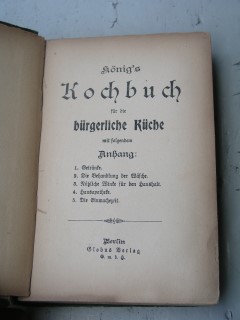 König's
Kochbuch
für die
bürgerliche Küche
mit folgendem
Anhang:
1. Getränke.
2. Die Behandlung der Wäsche.
3. Nützliche Winke für den Haushalt.
4. Hausapotheke.
5. Die Einmachezeit.
Berlin
Globus Verlag
G. m. b. H.